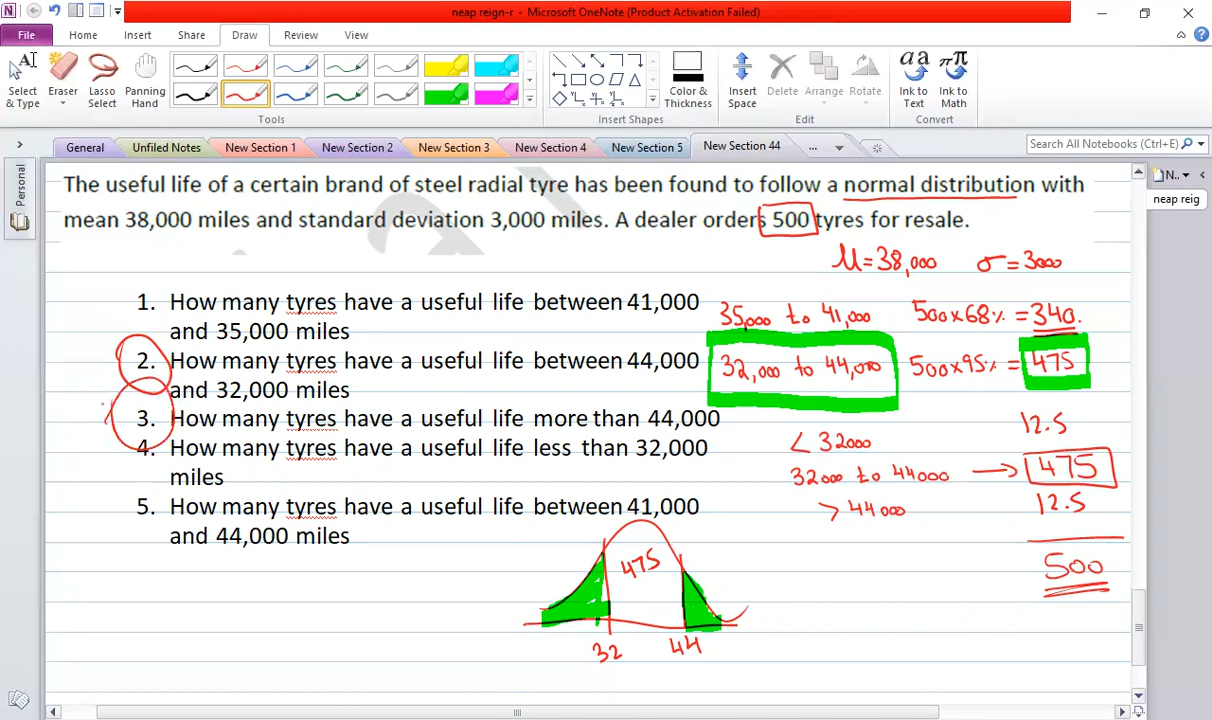 neap reign-r - Microsoft OneNote (Product Activation Failed)
File Home Insert Share Draw Review View
Select & Type
Eraser
Lasso Select
Panning Hand
Color & Thickness
Insert Space
Delete
Arrange
Rotate
Ink to Text
Ink to Math
Tools
Insert Shapes
Edit
Convert
General Unfiled Notes New Section 1 New Section 2 New Section 3 New Section 4 New Section 5 New Section 44 ... Search All Notebooks (Ctrl+E)
Personal
N..
neap reig
The useful life of a certain brand of steel radial tyre has been found to follow a normal distribution with
mean 38,000 miles and standard deviation 3,000 miles. A dealer orders 500 tyres for resale.
μ=38,000 σ=3000
1. How many tyres have a useful life between 41,000
and 35,000 miles
35,000 to 41,000 500x68% = 340.
2. How many tyres have a useful life between 44,000
and 32,000 miles
32,000 to 44,000 500x95% = 475
3. How many tyres have a useful life more than 44,000
4. How many tyres have a useful life less than 32,000
miles
5. How many tyres have a useful life between 41,000
and 44,000 miles
< 32000 12.5
32000 to 44000 → 475
> 44000 12.5
500
475
32 44